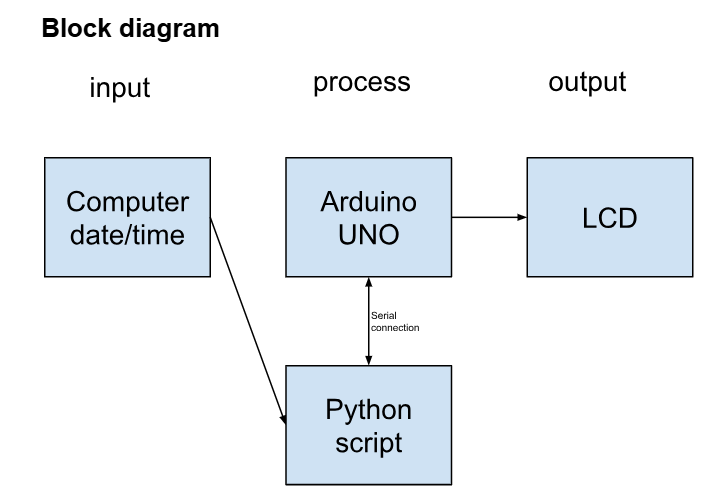 Block diagram
input
process
output
Computer
date/time
Arduino
UNO
LCD
Serial
connection
Python
script